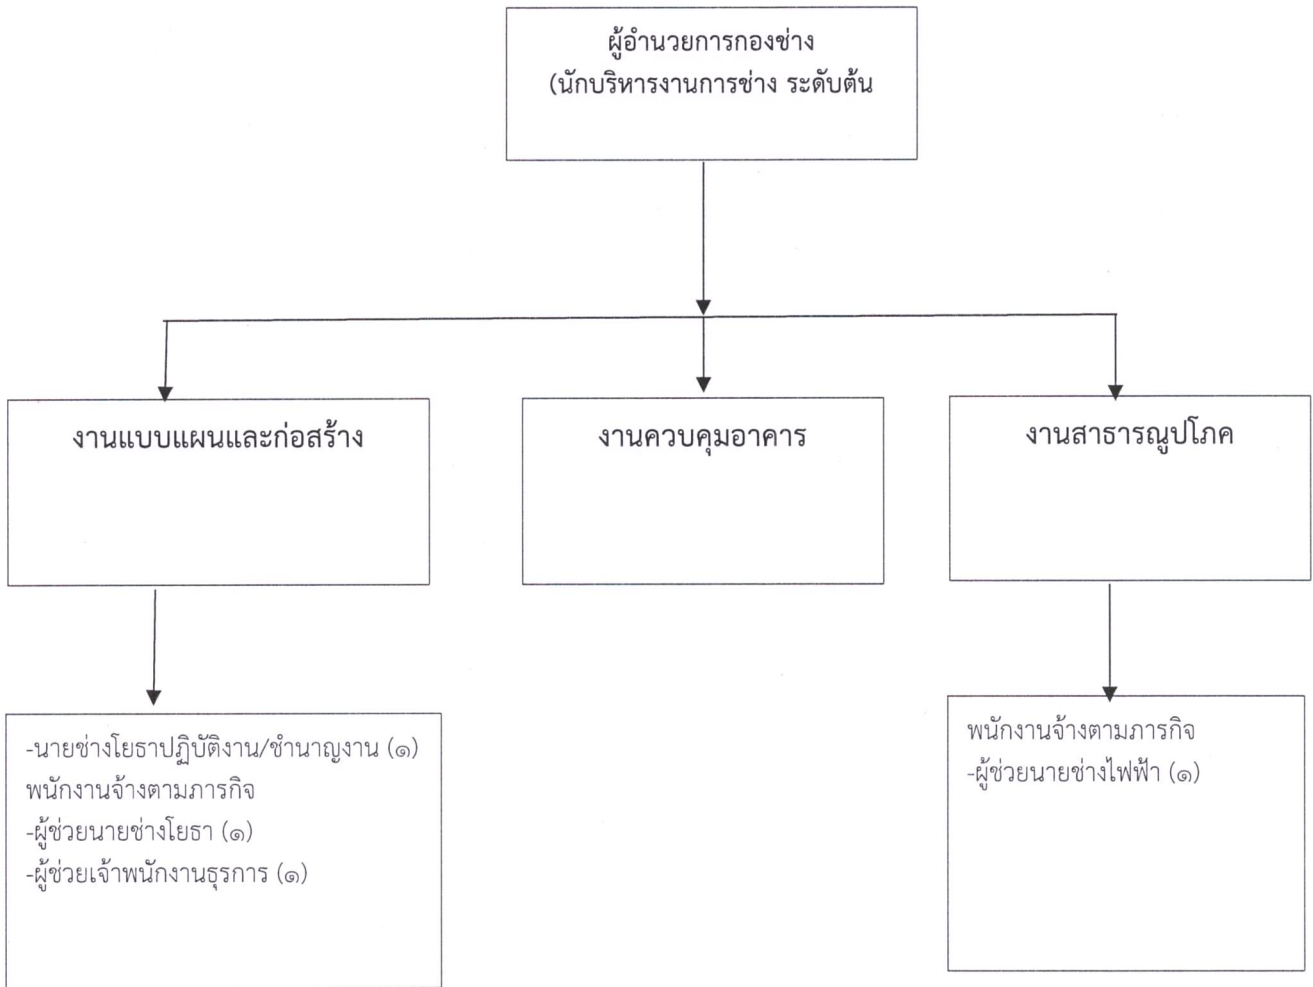 ผู้อำนวยการกองช่าง
(นักบริหารงานการช่าง ระดับต้น
งานแบบแผนและก่อสร้าง
งานควบคุมอาคาร
งานสาธารณูปโภค
-นายช่างโยธาปฏิบัติงาน/ชำนาญงาน (๑)
พนักงานจ้างตามภารกิจ
-ผู้ช่วยนายช่างโยธา (๑)
-ผู้ช่วยเจ้าพนักงานธุรการ (๑)
พนักงานจ้างตามภารกิจ
-ผู้ช่วยนายช่างไฟฟ้า (๑)